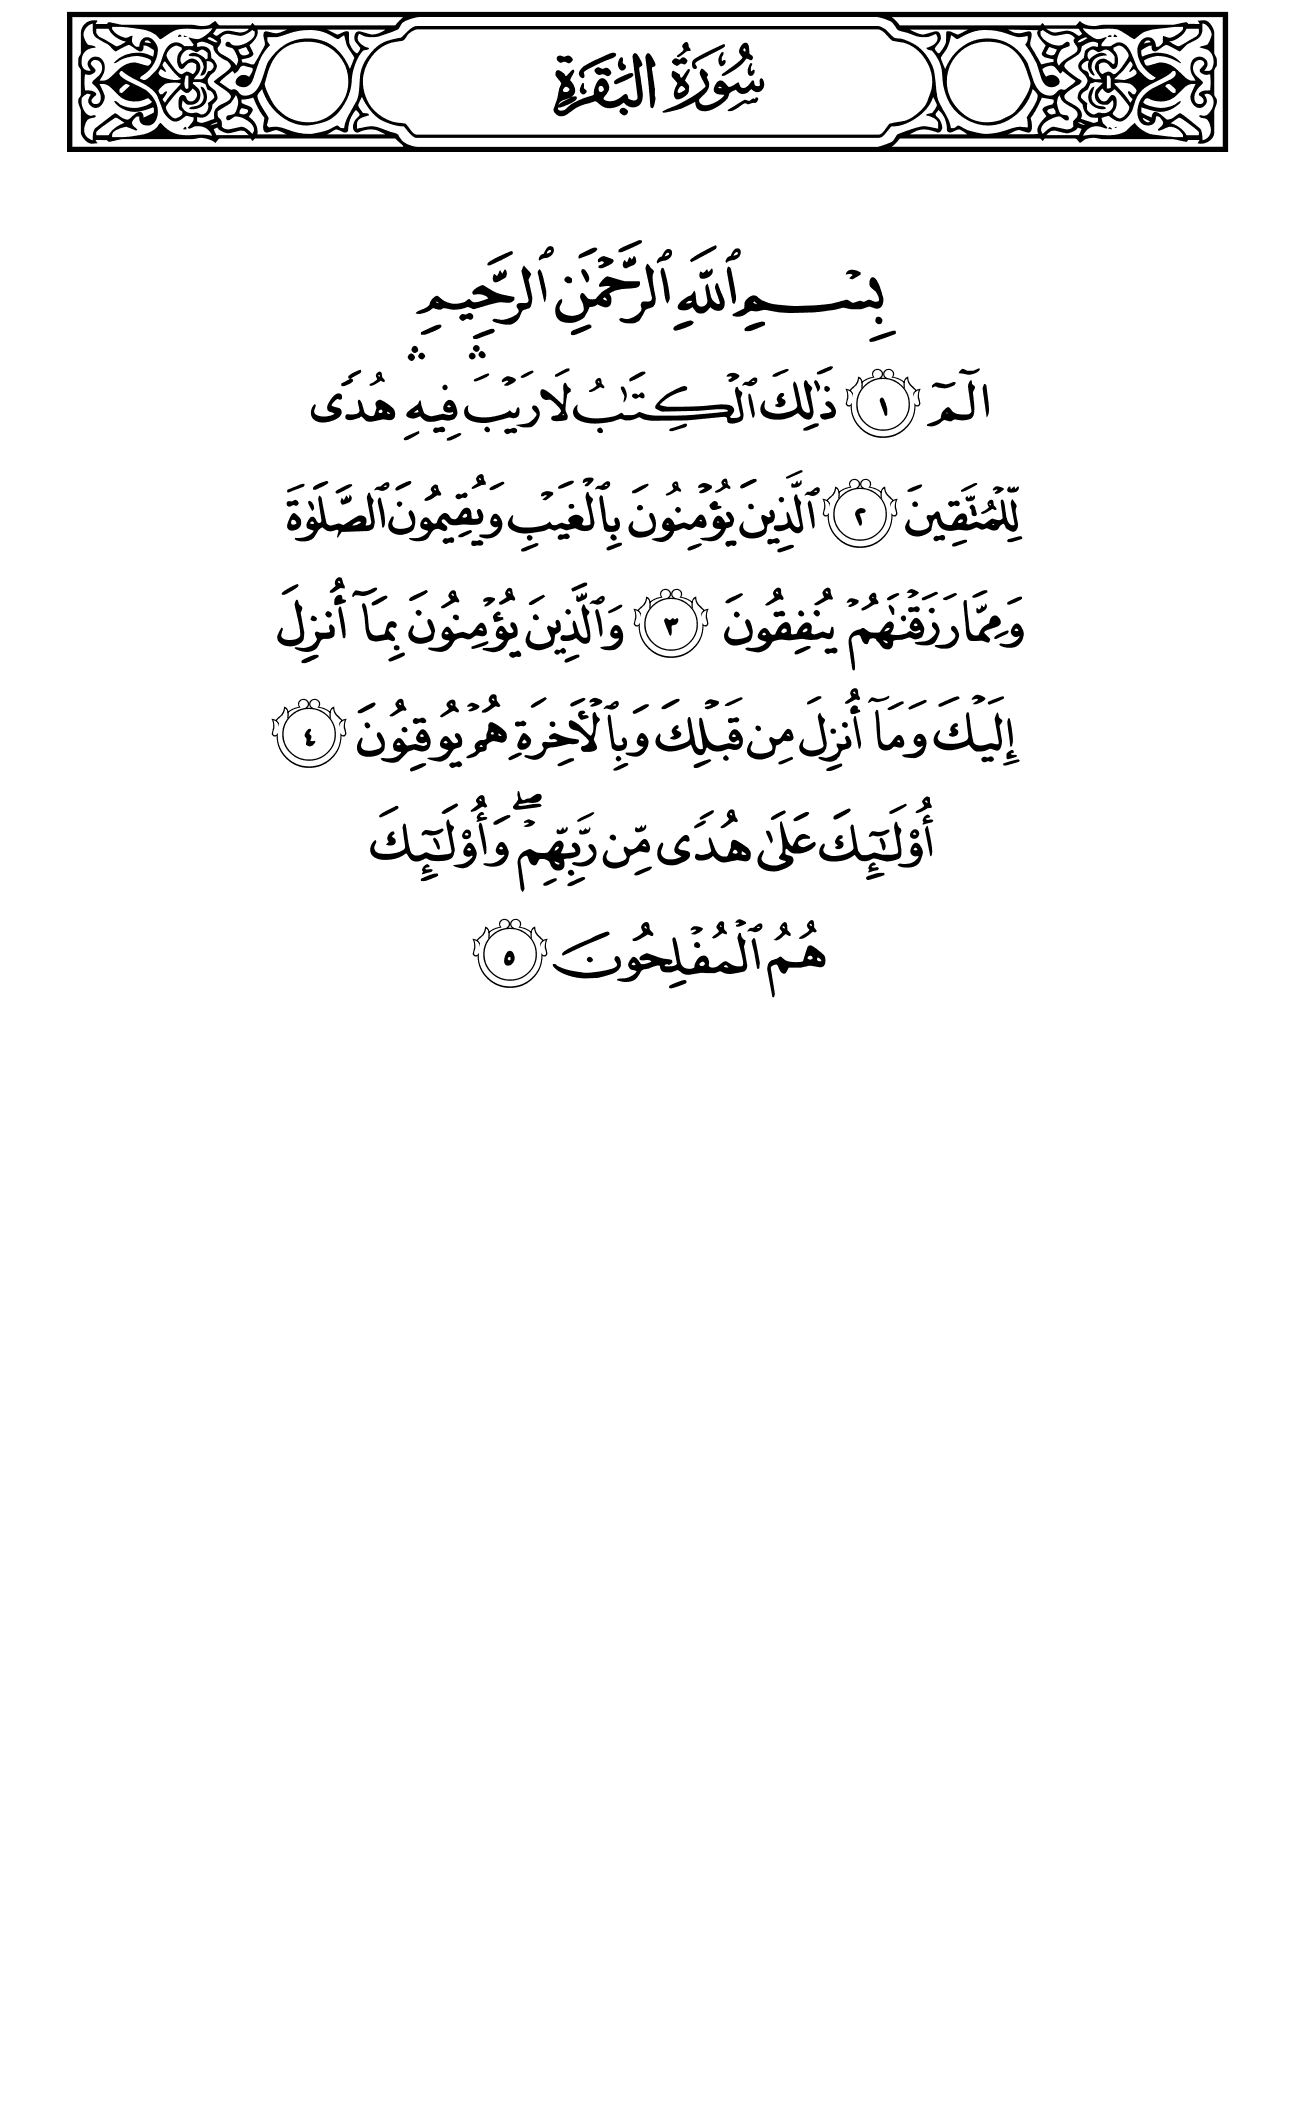 سُورَةُ البَقَرَةِ
بِسۡمِ ٱللَّهِ ٱلرَّحۡمَٰنِ ٱلرَّحِيمِ
الٓمٓ ١ ذَٰلِكَ ٱلۡكِتَٰبُ لَا رَيۡبَۛ فِيهِۛ هُدٗى
لِّلۡمُتَّقِينَ ٢ ٱلَّذِينَ يُؤۡمِنُونَ بِٱلۡغَيۡبِ وَيُقِيمُونَ ٱلصَّلَوٰةَ
وَمِمَّا رَزَقۡنَٰهُمۡ يُنفِقُونَ ٣ وَٱلَّذِينَ يُؤۡمِنُونَ بِمَآ أُنزِلَ
إِلَيۡكَ وَمَآ أُنزِلَ مِن قَبۡلِكَ وَبِٱلۡأٓخِرَةِ هُمۡ يُوقِنُونَ ٤
أُوْلَٰٓئِكَ عَلَىٰ هُدٗى مِّن رَّبِّهِمۡۖ وَأُوْلَٰٓئِكَ
هُمُ ٱلۡمُفۡلِحُونَ ٥